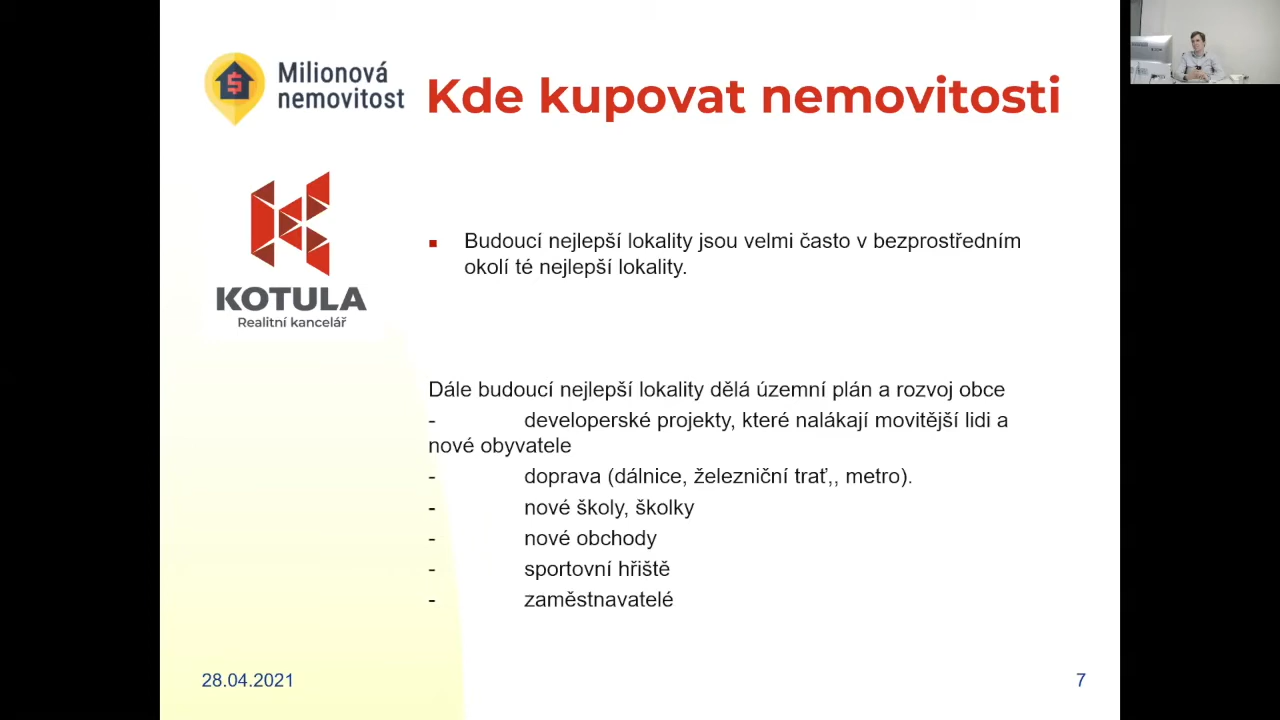 Milionová
nemovitost
Kde kupovat nemovitosti
KOTULA
Realitní kancelář
▪ Budoucí nejlepší lokality jsou velmi často v bezprostředním
okolí té nejlepší lokality.
Dále budoucí nejlepší lokality dělá územní plán a rozvoj obce
- developerské projekty, které nalákají movitější lidi a
nové obyvatele
- doprava (dálnice, železniční trať,, metro).
- nové školy, školky
- nové obchody
- sportovní hřiště
- zaměstnavatelé
28.04.2021
7